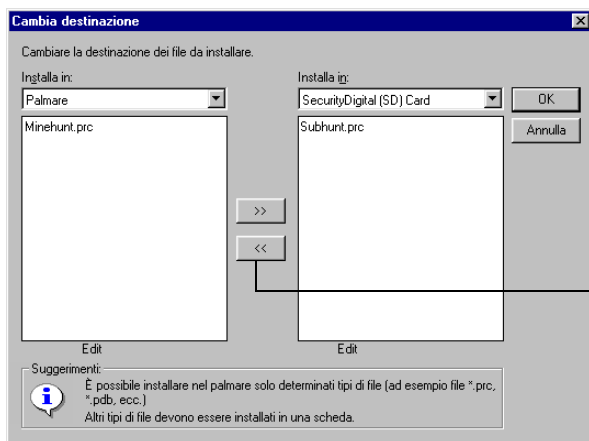 Cambia destinazione
Cambiare la destinazione dei file da installare.
Installa in:
Installa in:
Palmare
SecurityDigital (SD) Card
OK
Annulla
Minehunt.prc
Subhunt.prc
>>
<<
Edit
Edit
Suggerimenti:
È possibile installare nel palmare solo determinati tipi di file (ad esempio file *.prc,
*.pdb, ecc.)
Altri tipi di file devono essere installati in una scheda.